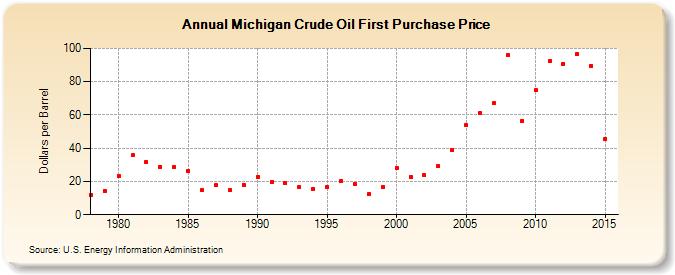 Annual Michigan Crude Oil First Purchase Price
Dollars per Barrel
100
80
60
40
20
0
1980 1985 1990 1995 2000 2005 2010 2015
Source: U.S. Energy Information Administration